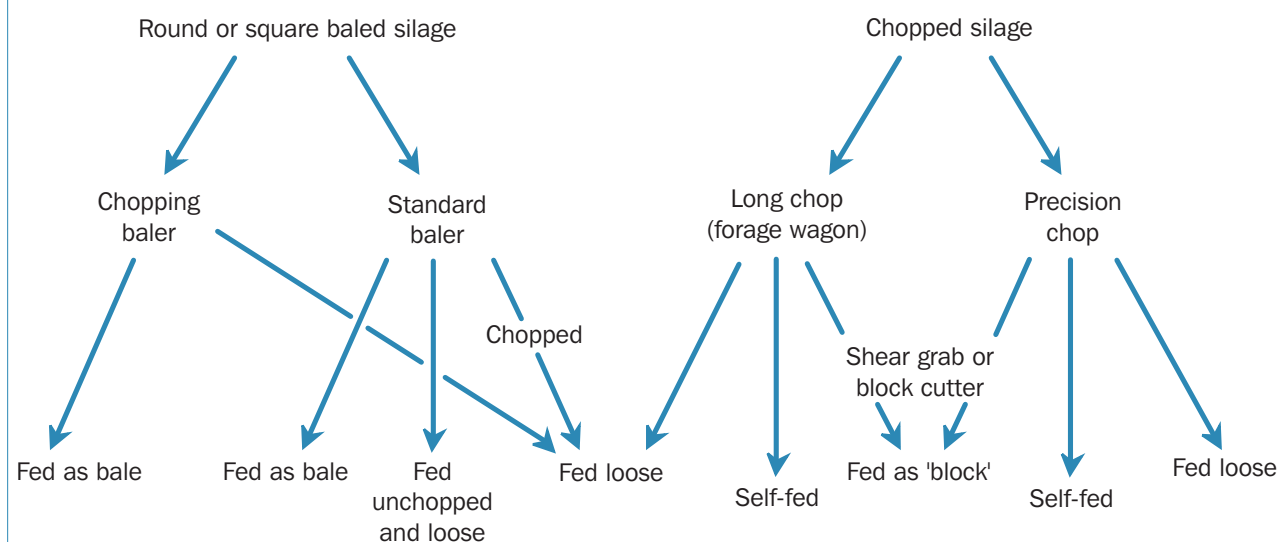 Round or square baled silage
Chopped silage
Chopping
baler
Standard
baler
Long chop
(forage wagon)
Precision
chop
Chopped
Shear grab or
block cutter
Fed as bale
Fed as bale
Fed
unchopped
and loose
Fed loose
Self-fed
Fed as 'block'
Self-fed
Fed loose